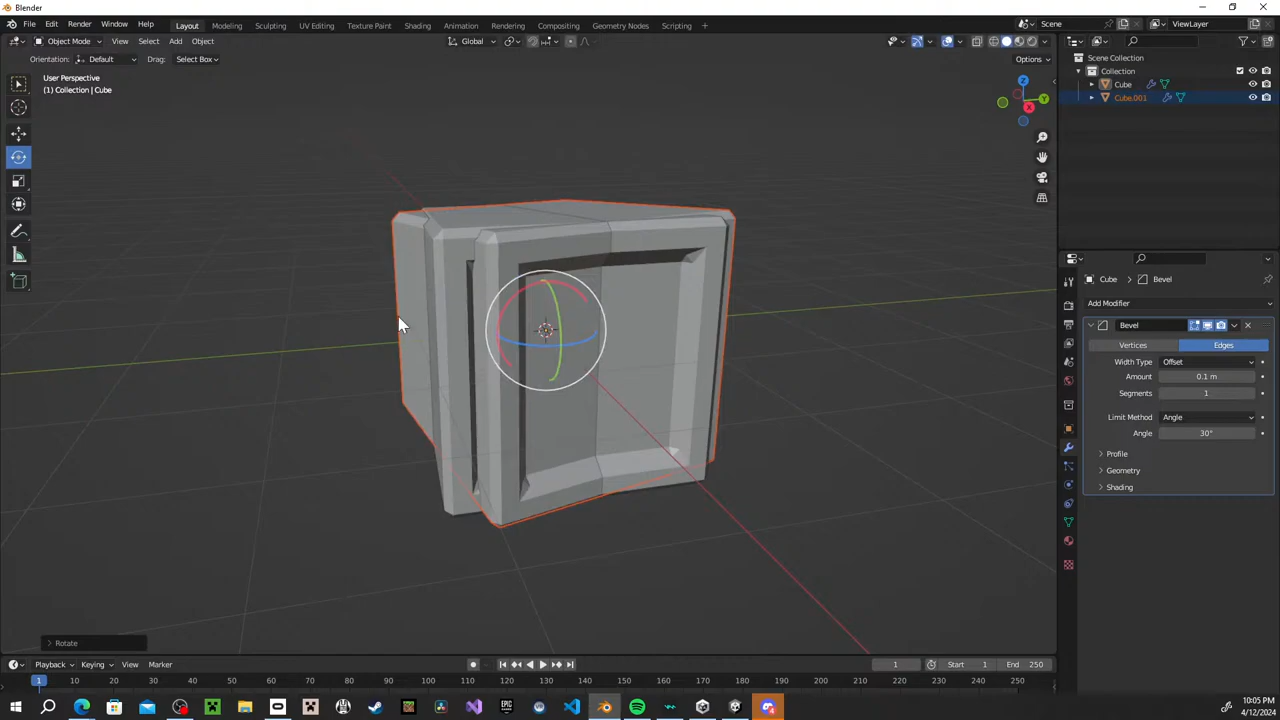 Blender
File Edit Render Window Help Layout Modeling Sculpting UV Editing Texture Paint Shading Animation Rendering Compositing Geometry Nodes Scripting + Scene ViewLayer
Object Mode View Select Add Object Global
Orientation: Default Drag: Select Box Options
User Perspective
(1) Collection | Cube
Z
Y
X
Scene Collection
Collection
Cube
Cube.001
Cube Bevel
Add Modifier
Bevel
Vertices Edges
Width Type Offset
Amount 0.1 m
Segments 1
Limit Method Angle
Angle 30°
Profile
Geometry
Shading
Rotate
Playback Keying View Marker 1 Start 1 End 250
1 10 20 30 40 50 60 70 80 90 100 110 120 130 140 150 160 170 180 190 200 210 220 230 240 250
EPIC
10:05 PM
4/12/2024